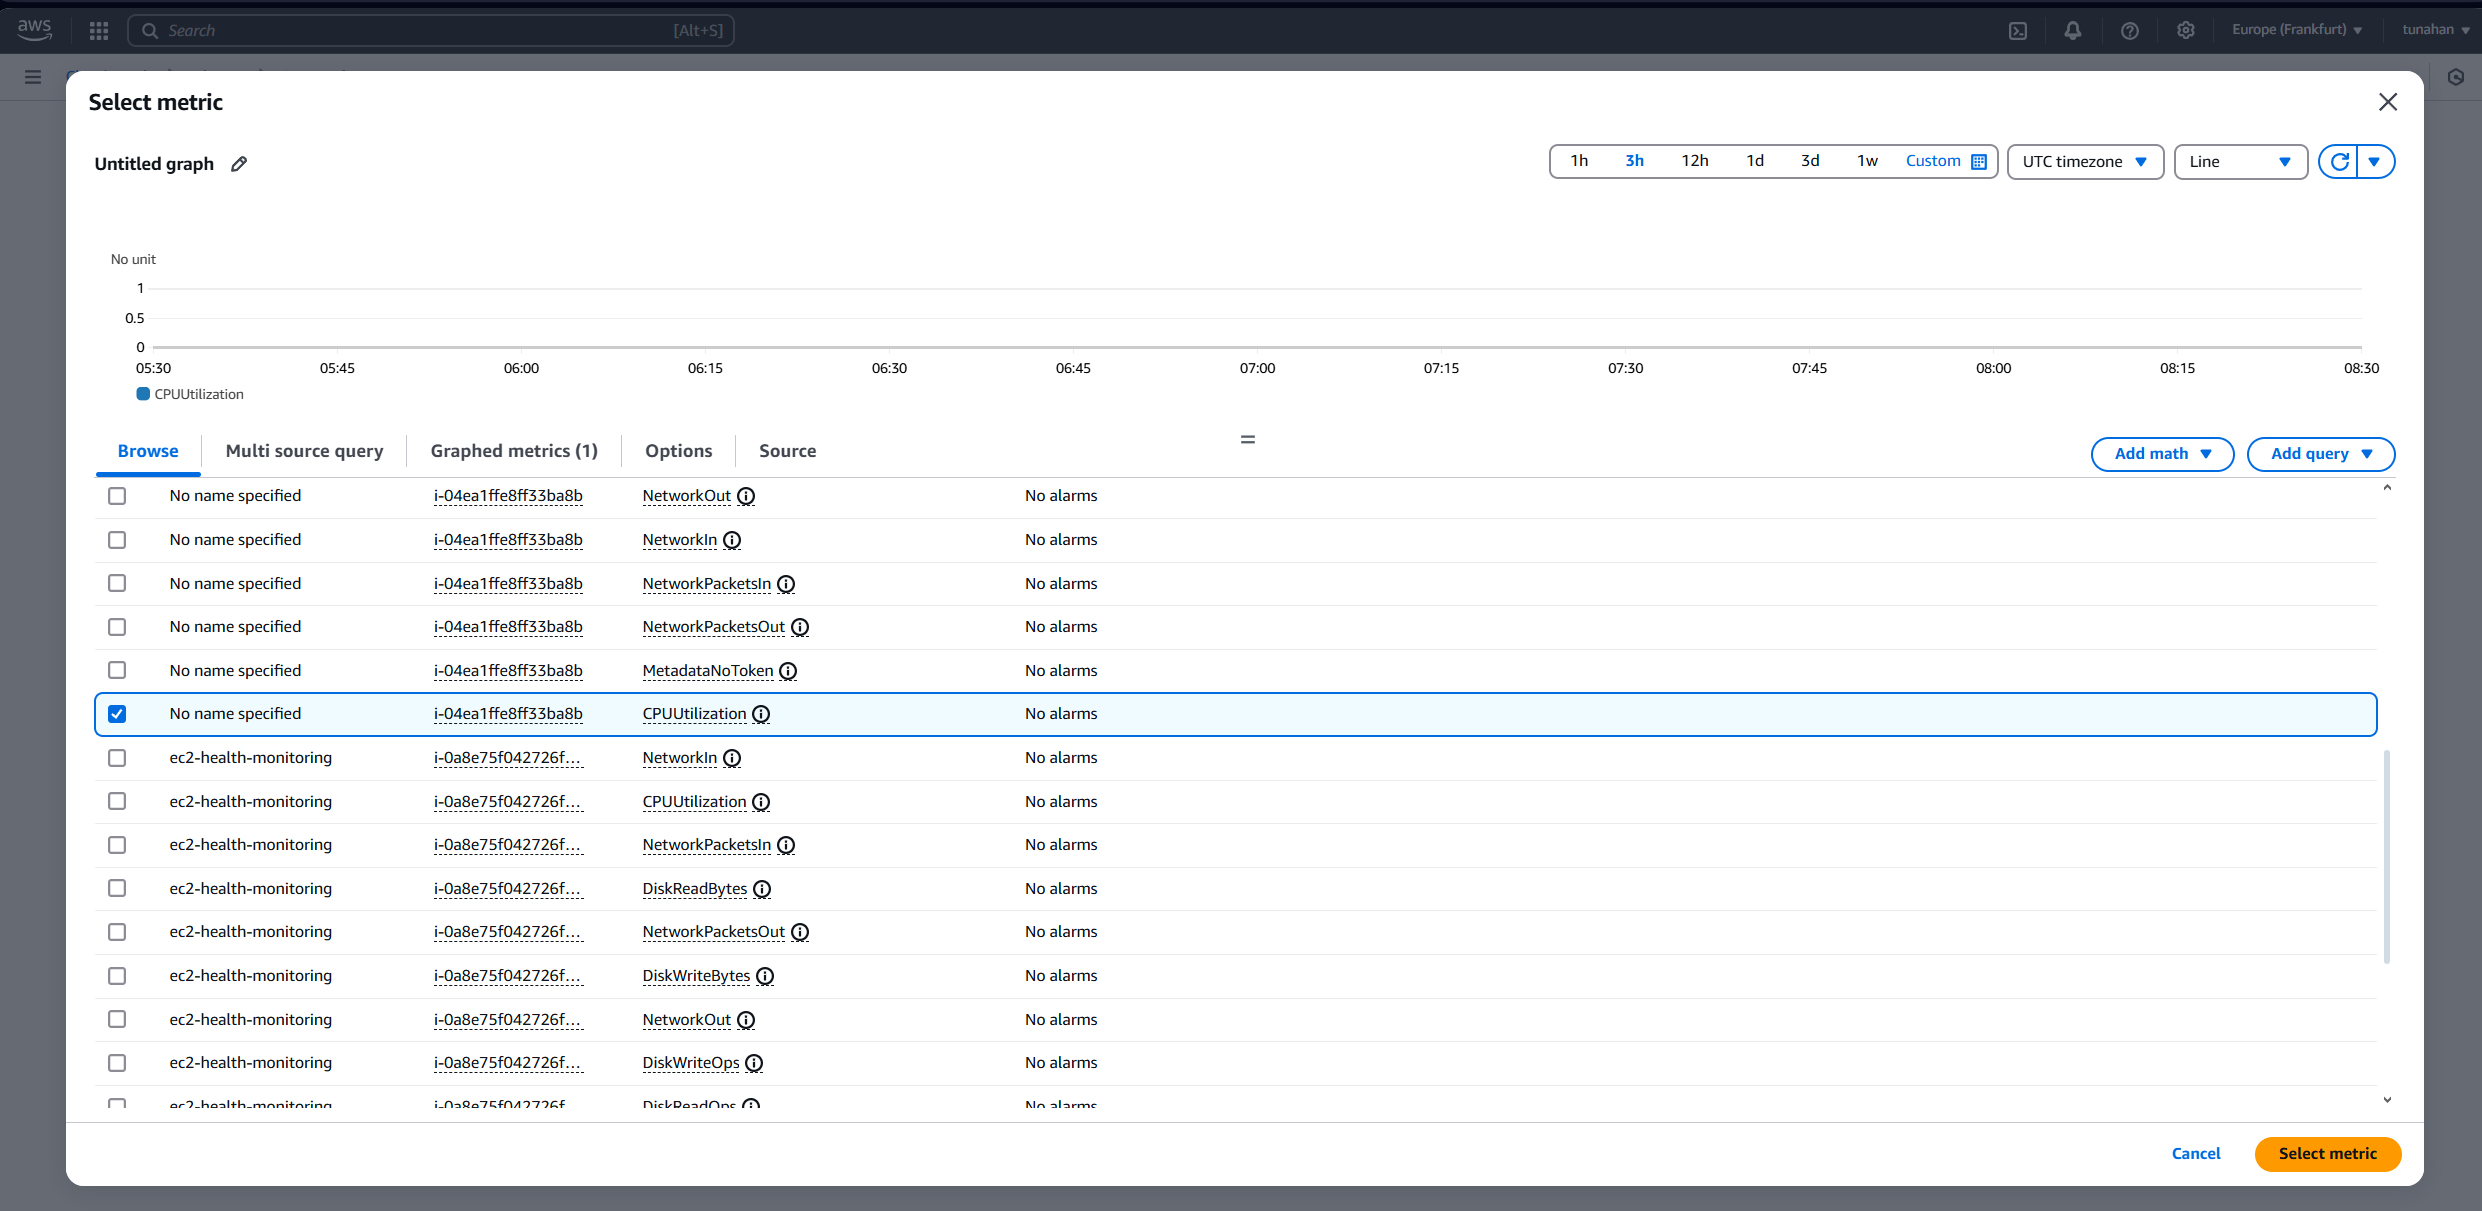 aws
Search [Alt+S]
Europe (Frankfurt)
tunahan
Select metric
Untitled graph
1h 3h 12h 1d 3d 1w Custom
UTC timezone
Line
No unit
1
0.5
0
05:30 05:45 06:00 06:15 06:30 06:45 07:00 07:15 07:30 07:45 08:00 08:15 08:30
CPUUtilization
Browse Multi source query Graphed metrics (1) Options Source
Add math Add query
No name specified i-04ea1ffe8ff33ba8b NetworkOut No alarms
No name specified i-04ea1ffe8ff33ba8b NetworkIn No alarms
No name specified i-04ea1ffe8ff33ba8b NetworkPacketsIn No alarms
No name specified i-04ea1ffe8ff33ba8b NetworkPacketsOut No alarms
No name specified i-04ea1ffe8ff33ba8b MetadataNoToken No alarms
No name specified i-04ea1ffe8ff33ba8b CPUUtilization No alarms
ec2-health-monitoring i-0a8e75f042726f... NetworkIn No alarms
ec2-health-monitoring i-0a8e75f042726f... CPUUtilization No alarms
ec2-health-monitoring i-0a8e75f042726f... NetworkPacketsIn No alarms
ec2-health-monitoring i-0a8e75f042726f... DiskReadBytes No alarms
ec2-health-monitoring i-0a8e75f042726f... NetworkPacketsOut No alarms
ec2-health-monitoring i-0a8e75f042726f... DiskWriteBytes No alarms
ec2-health-monitoring i-0a8e75f042726f... NetworkOut No alarms
ec2-health-monitoring i-0a8e75f042726f... DiskWriteOps No alarms
ec2-health-monitoring i-0a8e75f042726f DiskReadOps No alarms
Cancel Select metric